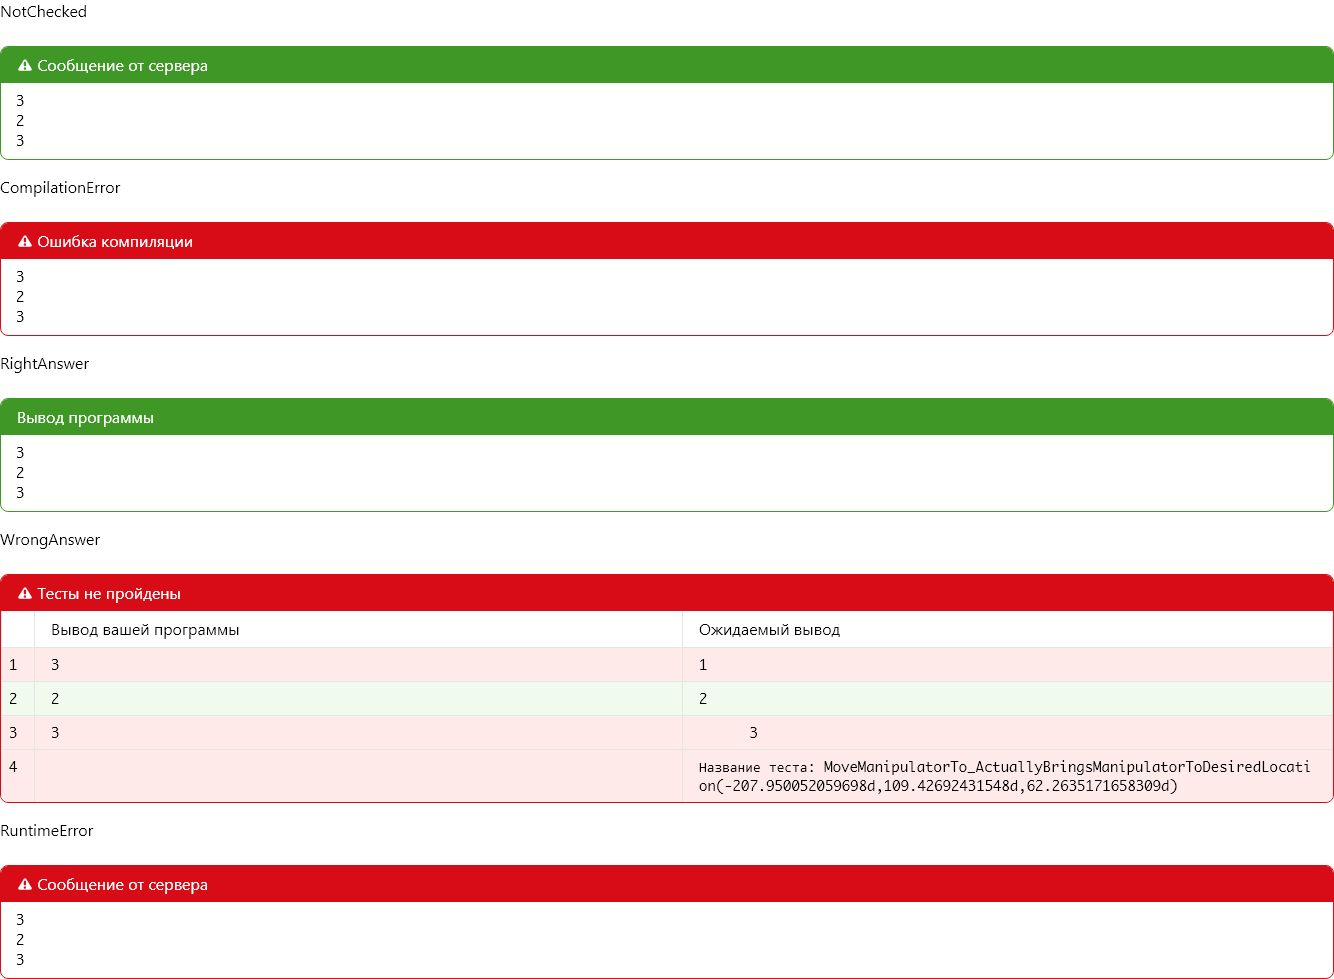 NotChecked
Сообщение от сервера
3
2
3
CompilationError
Ошибка компиляции
3
2
3
RightAnswer
Вывод программы
3
2
3
WrongAnswer
Тесты не пройдены
Вывод вашей программы Ожидаемый вывод
1 3 1
2 2 2
3 3 3
4 Название теста: MoveManipulatorTo_ActuallyBringsManipulatorToDesiredLocati
on(-207.950052059698d,109.42692431548d,62.2635171658309d)
RuntimeError
Сообщение от сервера
3
2
3